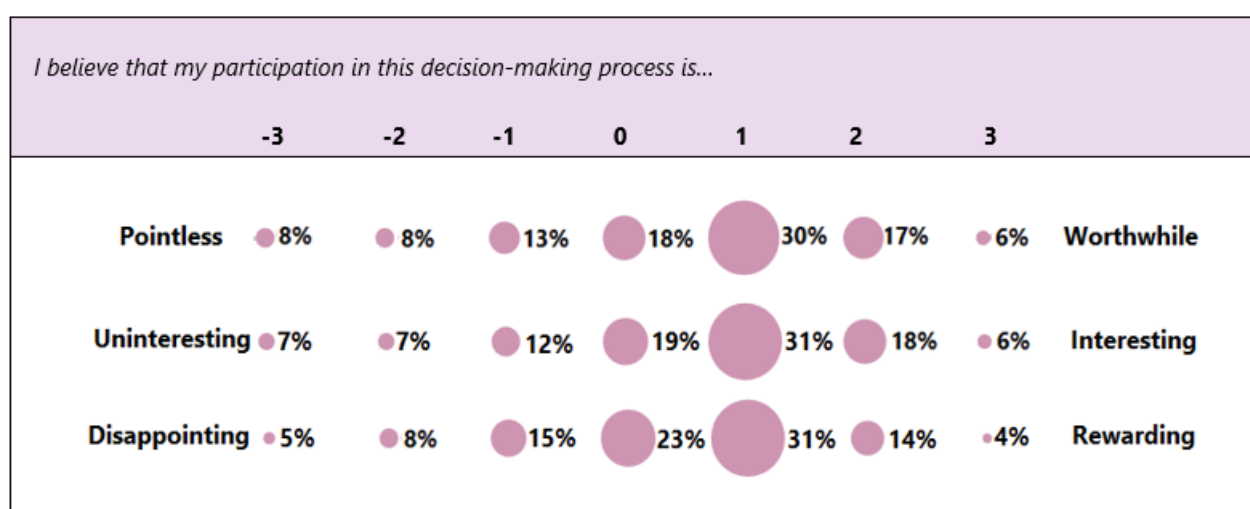 I believe that my participation in this decision-making process is...
-3 -2 -1 0 1 2 3
Pointless 8% 8% 13% 18% 30% 17% 6% Worthwhile
Uninteresting 7% 7% 12% 19% 31% 18% 6% Interesting
Disappointing 5% 8% 15% 23% 31% 14% 4% Rewarding